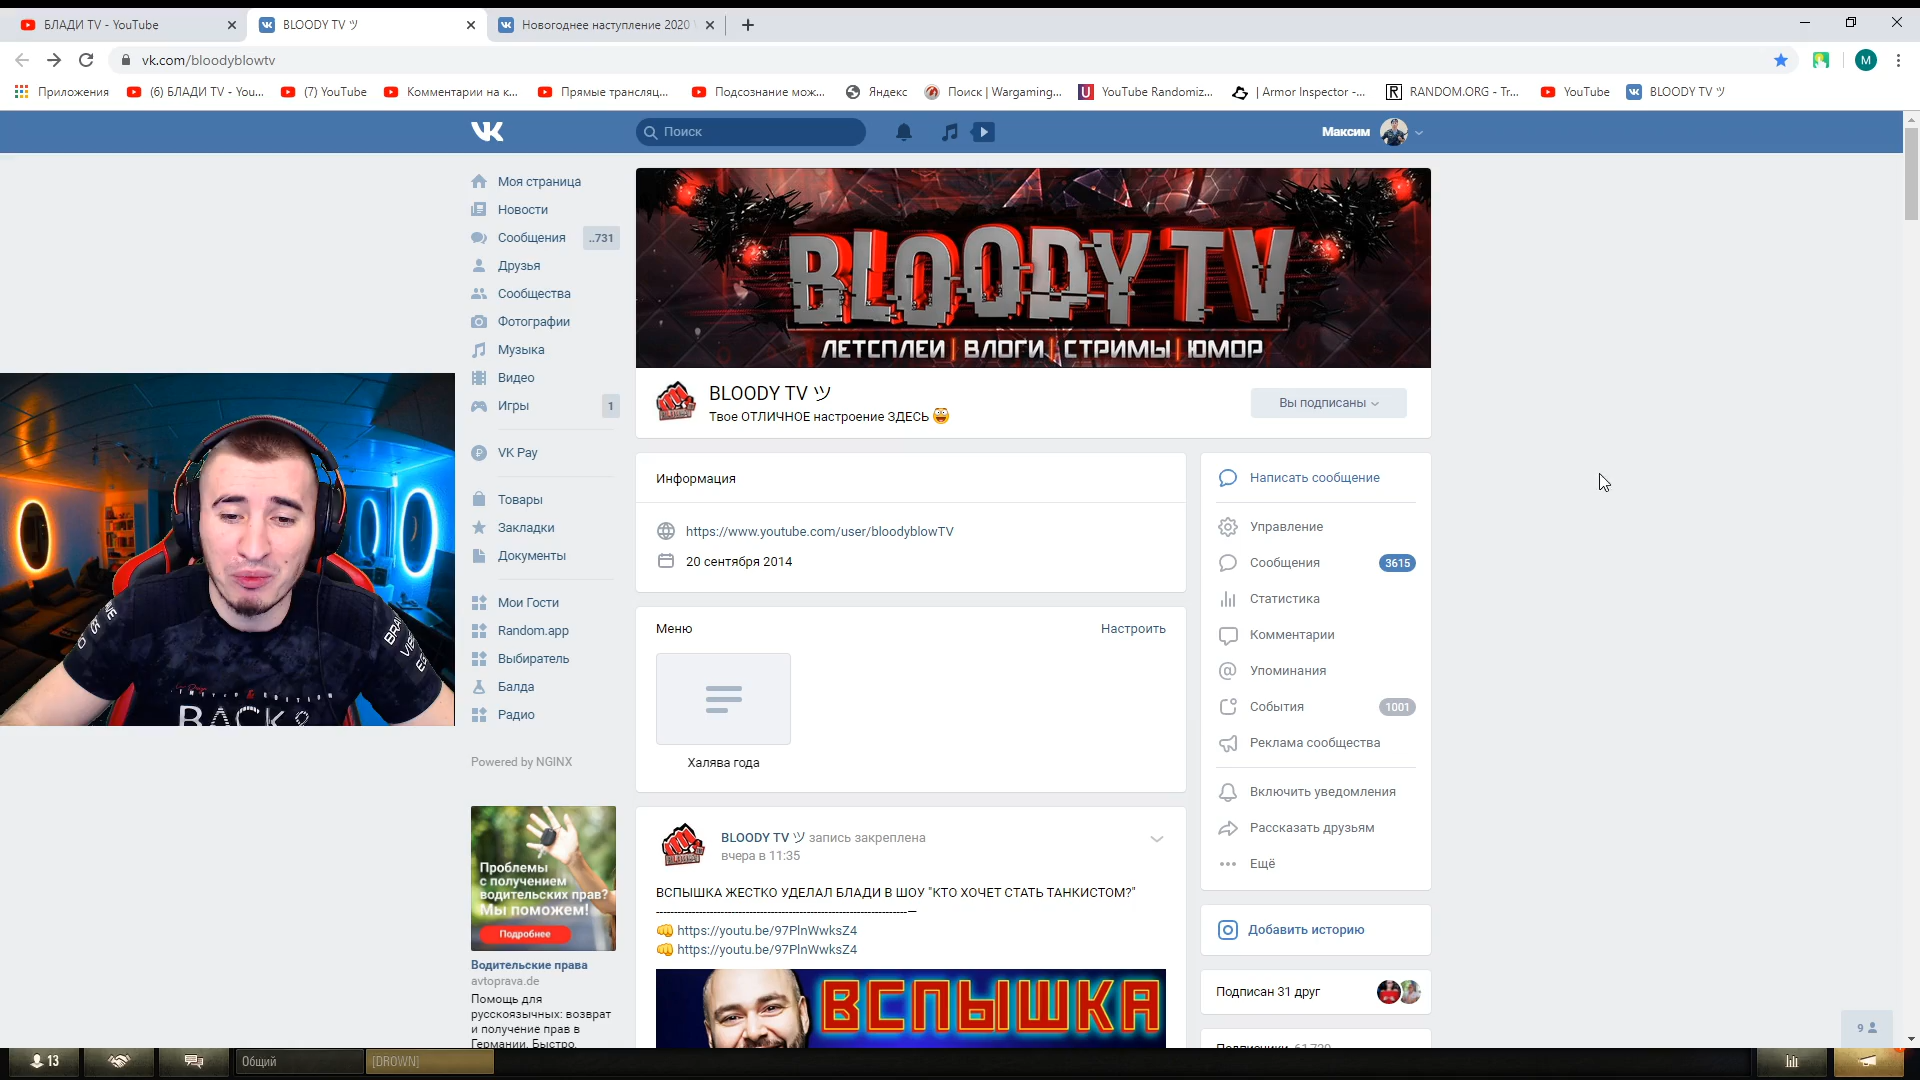 БЛАДИ TV - YouTube
BLOODY TV ツ
Новогоднее наступление 2020
vk.com/bloodyblowtv
M
Приложения
(6) БЛАДИ TV - You...
(7) YouTube
Комментарии на к...
Прямые трансляц...
Подсознание мож...
Яндекс
Поиск | Wargaming...
YouTube Randomiz...
| Armor Inspector -...
RANDOM.ORG - Tr...
YouTube
BLOODY TV ツ
Поиск
Максим
Моя страница
Новости
Сообщения
..731
Друзья
Сообщества
Фотографии
Музыка
Видео
Игры
1
VK Pay
Товары
Закладки
Документы
Мои Гости
Random.app
Выбиратель
Балда
Радио
Powered by NGINX
Проблемы
с получением
водительских прав?
Мы поможем!
Подробнее
Водительские права
avtoprava.de
Помощь для
русскоязычных: возврат
и получение прав в
Германии. Быстро,
BLOODY TV
ЛЕТСПЛЕИ | ВЛОГИ | СТРИМЫ | ЮМОР
BLOODY TV ツ
Твое ОТЛИЧНОЕ настроение ЗДЕСЬ 🤪
Вы подписаны
Информация
https://www.youtube.com/user/bloodyblowTV
20 сентября 2014
Меню
Настроить
Халява года
BLOODY TV ツ запись закреплена
вчера в 11:35
ВСПЫШКА ЖЕСТКО УДЕЛАЛ БЛАДИ В ШОУ "КТО ХОЧЕТ СТАТЬ ТАНКИСТОМ?"
----------------------------------------------------------------------—
👊 https://youtu.be/97PlnWwksZ4
👊 https://youtu.be/97PlnWwksZ4
ВСПЫШКА
Написать сообщение
Управление
Сообщения
3615
Статистика
Комментарии
Упоминания
События
1001
Реклама сообщества
Включить уведомления
Рассказать друзьям
Ещё
Добавить историю
Подписан 31 друг
Подписчики 61 720
9
BACK
13
Общий
[DROWN]